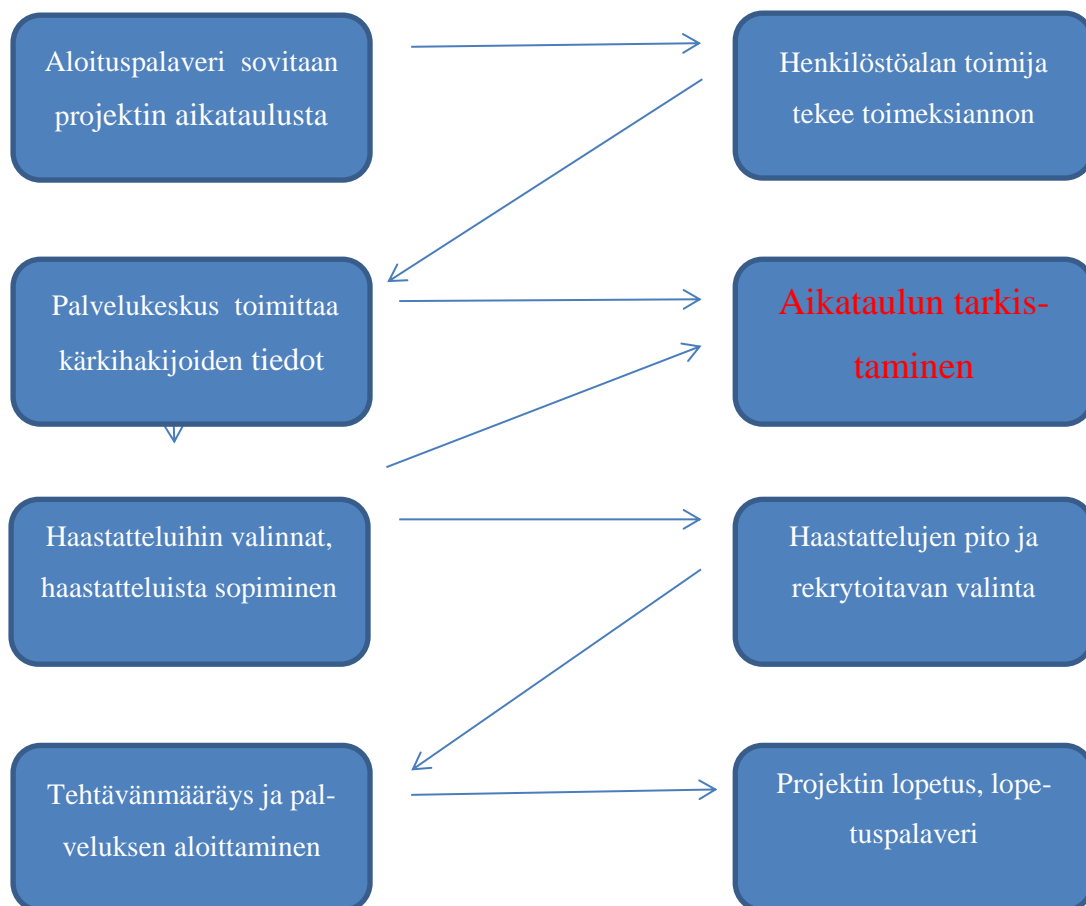 Aloituspalaveri sovitaan
projektin aikataulusta
Henkilöstöalan toimija
tekee toimeksiannon
Palvelukeskus toimittaa
kärkihakijoiden tiedot
Aikataulun tarkis-
taminen
Haastatteluihin valinnat,
haastatteluista sopiminen
Haastattelujen pito ja
rekrytoitavan valinta
Tehtävänmääräys ja pal-
veluksen aloittaminen
Projektin lopetus, lope-
tuspalaveri